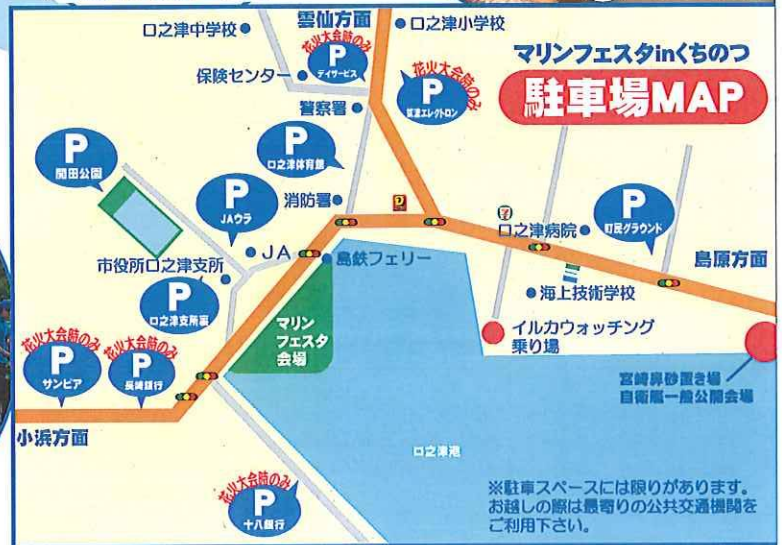 マリンフェスタinくちのつ
駐車場MAP
雲仙方面
口之津中学校
口之津小学校
花火大会時のみ
P
デイサービス
保険センター
花火大会時のみ
P
警察署
P
口之津体育館
P
開田公園
消防署
P
JAウラ
口之津病院
P
町民グラウンド
島原方面
JA
島鉄フェリー
市役所口之津支所
海上技術学校
P
口之津支所裏
マリン
フェスタ
会場
イルカウォッチング
乗り場
花火大会時のみ
P
サンピア
花火大会時のみ
P
長崎銀行
宮崎鼻砂置き場
自衛艦一般公開会場
小浜方面
口之津港
花火大会時のみ
P
十八銀行
※駐車スペースには限りがあります。
お越しの際は最寄りの公共交通機関を
ご利用下さい。